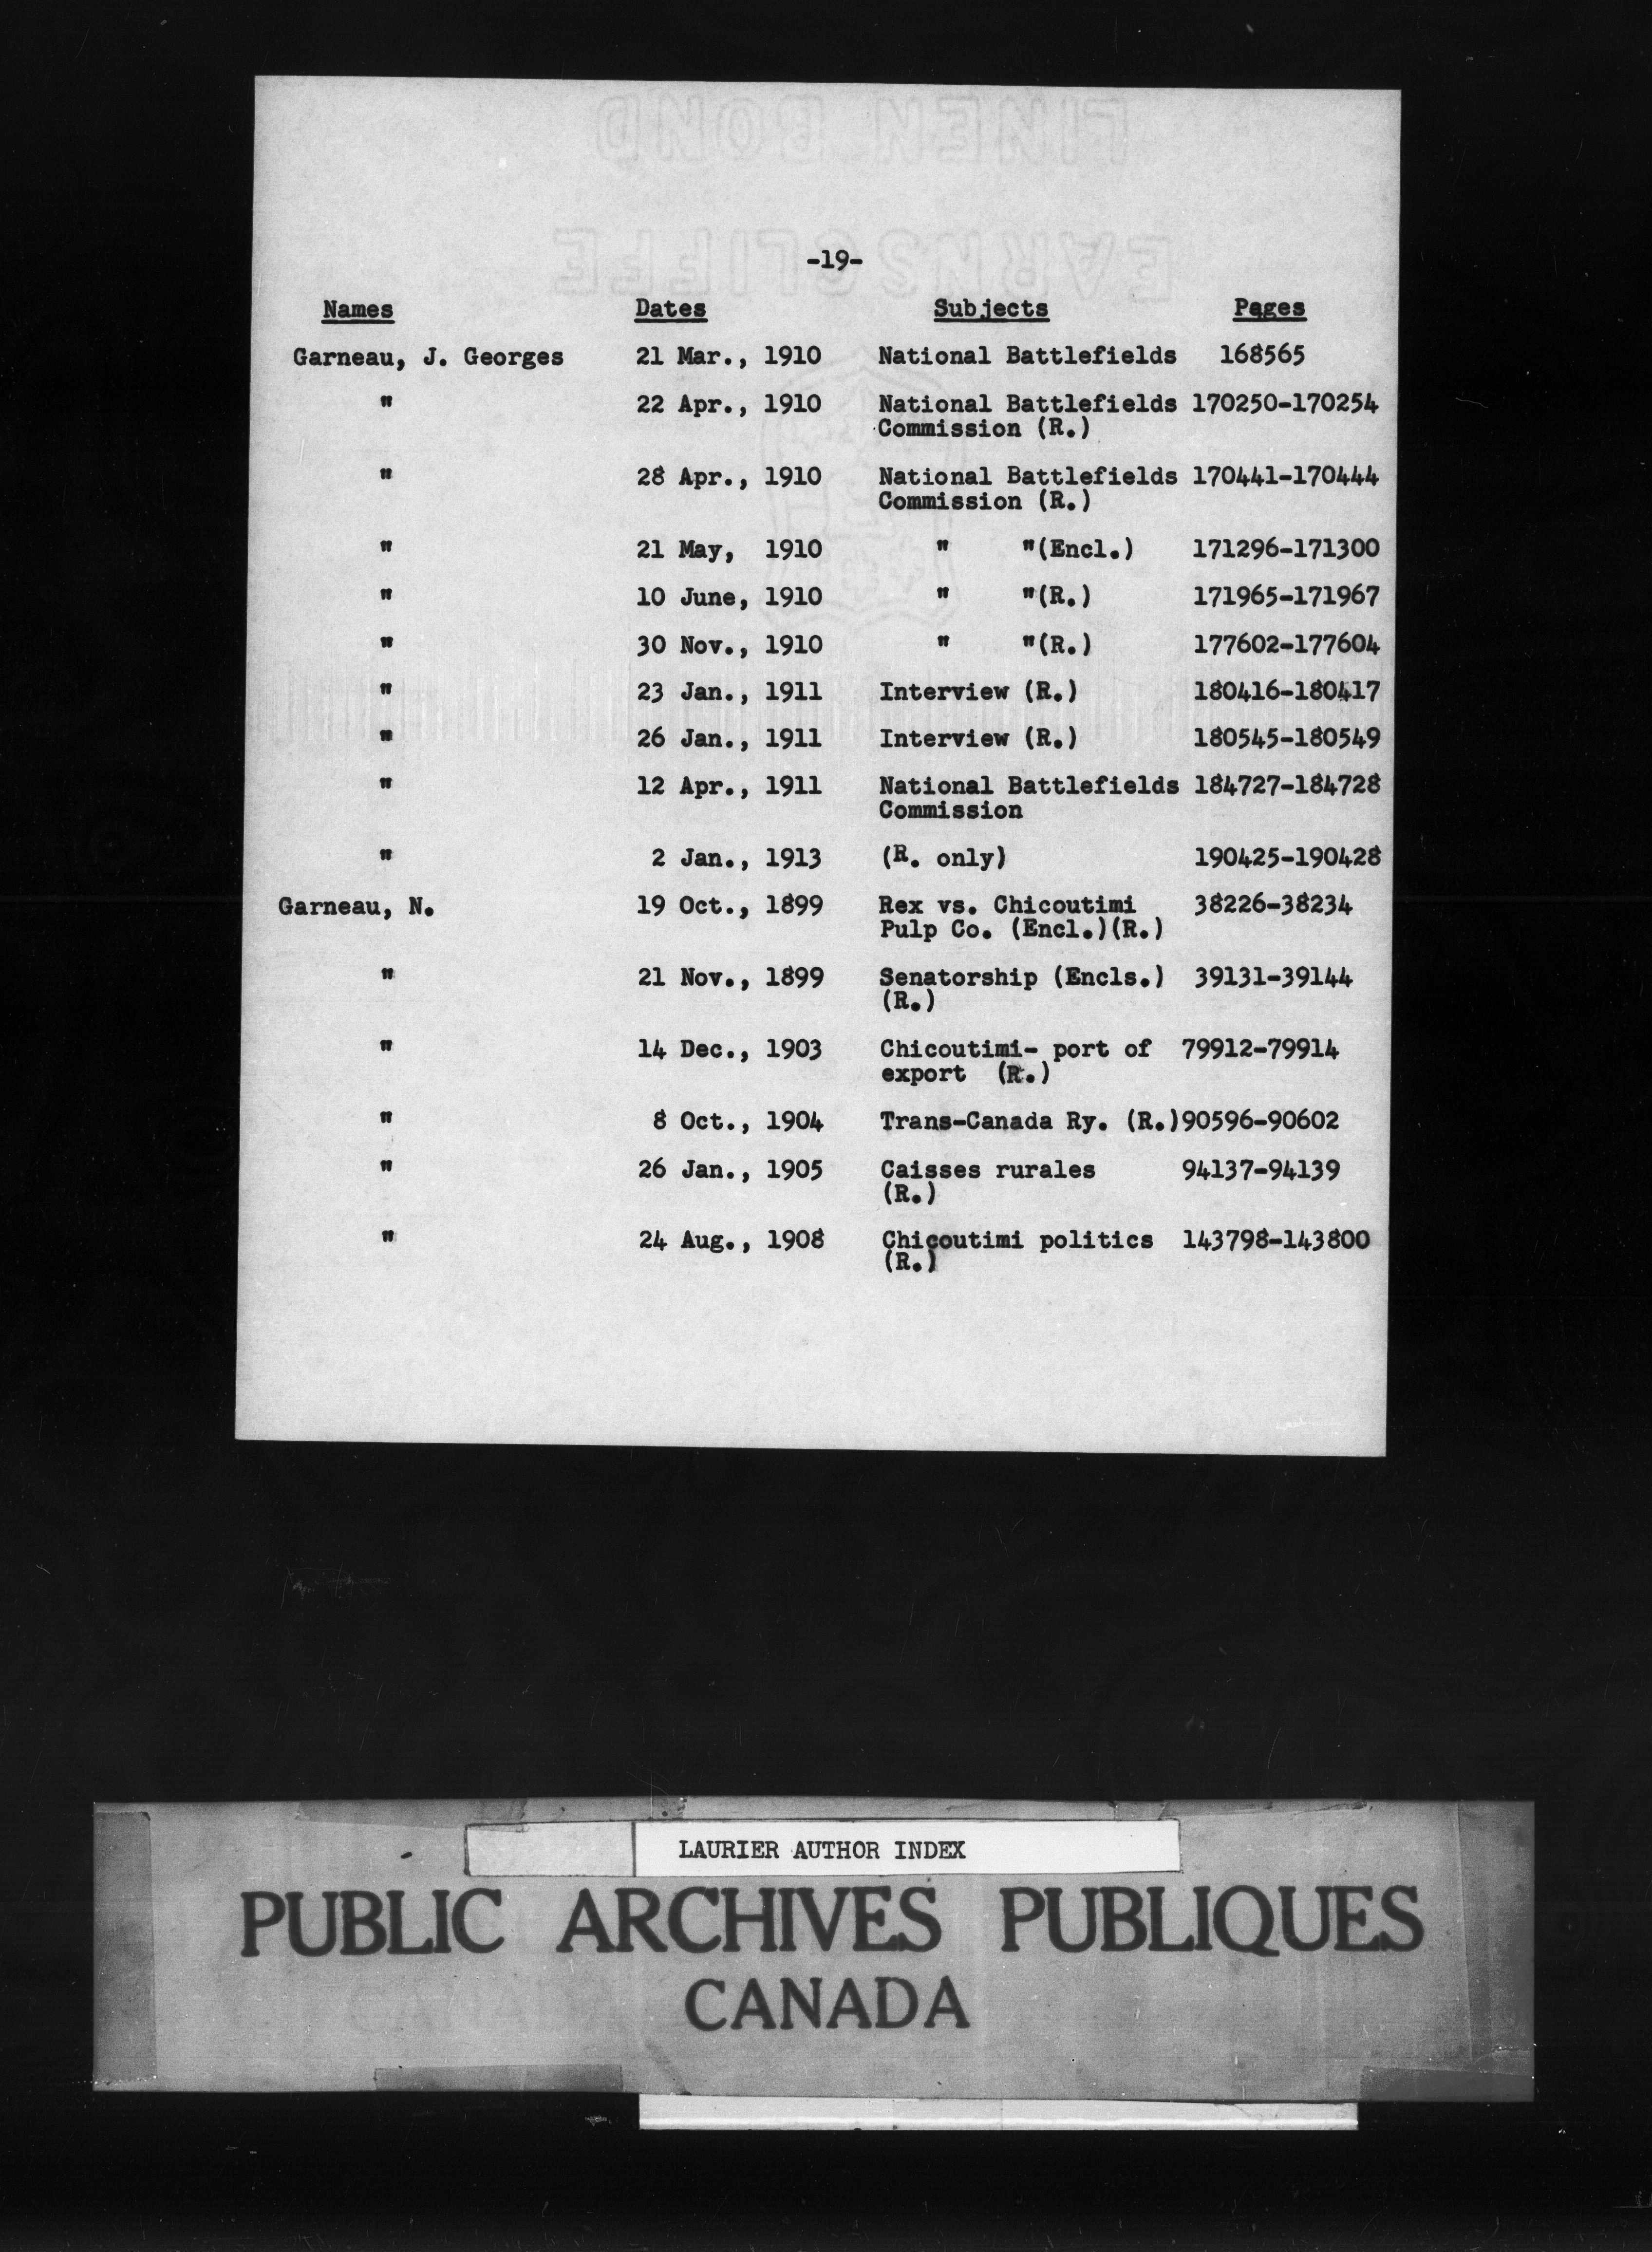 LINEN BOND
EARNSCLIFFE
-19-
Names Dates Subjects Pages
Garneau, J. Georges 21 Mar., 1910 National Battlefields 168565
" 22 Apr., 1910 National Battlefields 170250-170254
Commission (R.)
" 28 Apr., 1910 National Battlefields 170441-170444
Commission (R.)
" 21 May, 1910 " "(Encl.) 171296-171300
" 10 June, 1910 " "(R.) 171965-171967
" 30 Nov., 1910 " "(R.) 177602-177604
" 23 Jan., 1911 Interview (R.) 180416-180417
" 26 Jan., 1911 Interview (R.) 180545-180549
" 12 Apr., 1911 National Battlefields 184727-184728
Commission
" 2 Jan., 1913 (R. only) 190425-190428
Garneau, N. 19 Oct., 1899 Rex vs. Chicoutimi 38226-38234
Pulp Co. (Encl.)(R.)
" 21 Nov., 1899 Senatorship (Encls.) 39131-39144
(R.)
" 14 Dec., 1903 Chicoutimi- port of 79912-79914
export (R.)
" 8 Oct., 1904 Trans-Canada Ry. (R.)90596-90602
" 26 Jan., 1905 Caisses rurales 94137-94139
(R.)
" 24 Aug., 1908 Chicoutimi politics 143798-143800
(R.)
LAURIER AUTHOR INDEX
PUBLIC ARCHIVES PUBLIQUES
CANADA